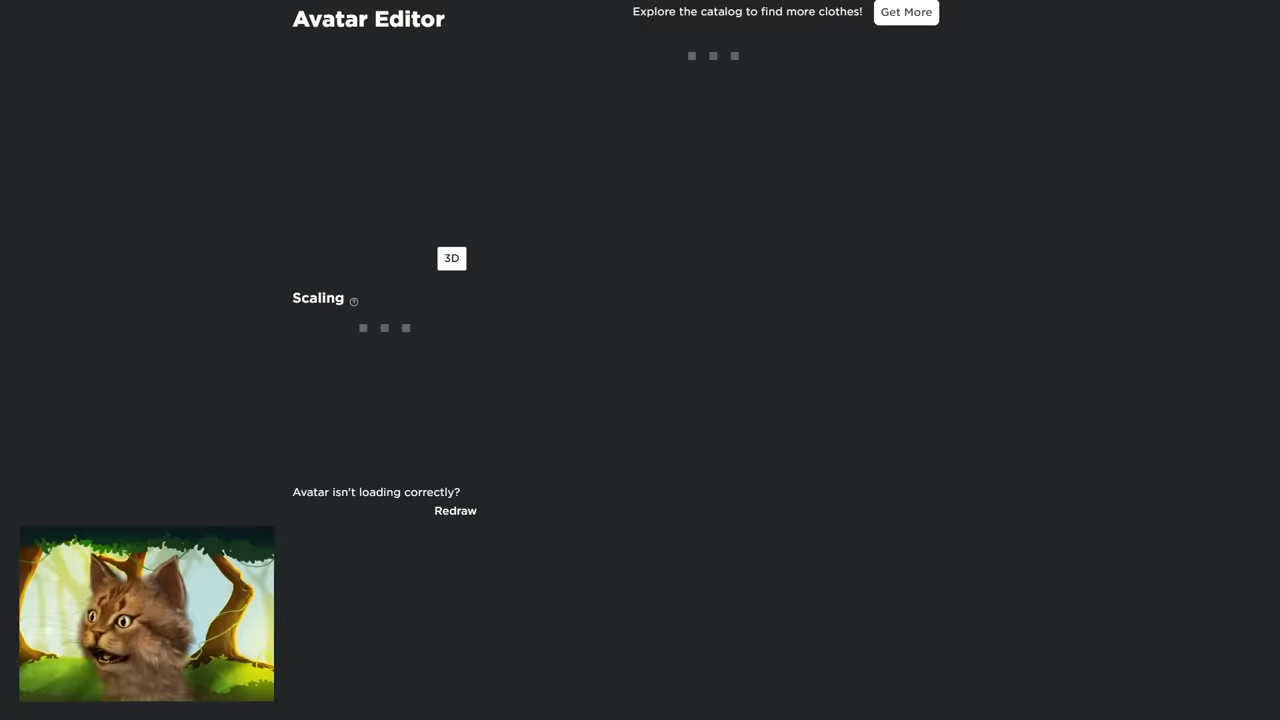 Avatar Editor
Explore the catalog to find more clothes!
Get More
3D
Scaling
Avatar isn't loading correctly?
Redraw